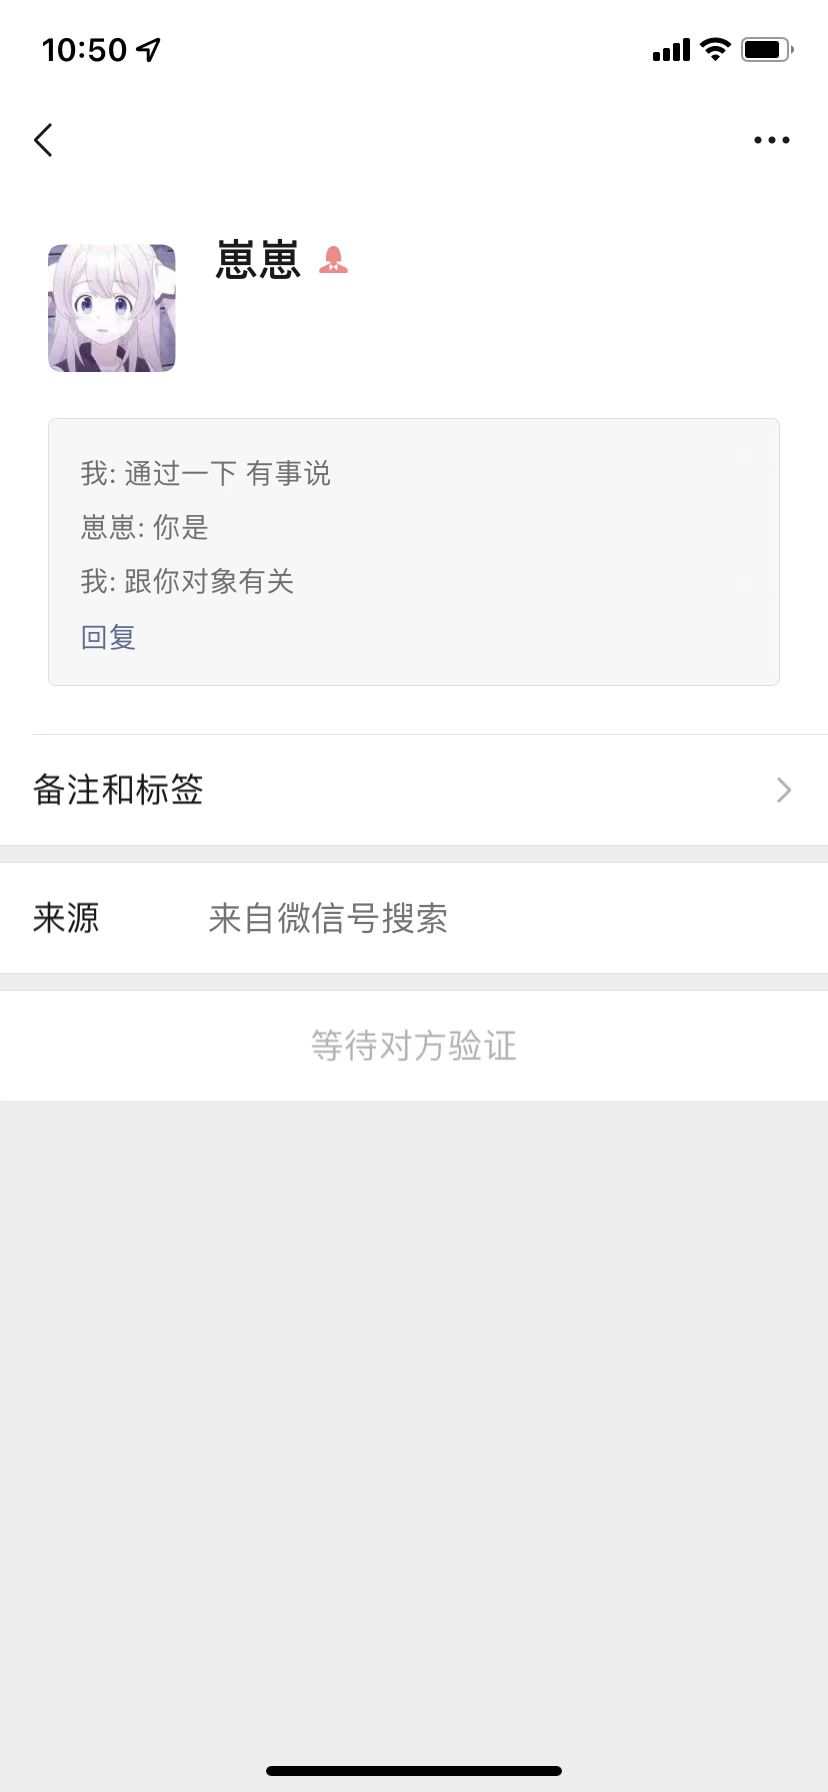 10:50
崽崽
我: 通过一下 有事说
崽崽: 你是
我: 跟你对象有关
回复
备注和标签
来源 来自微信号搜索
等待对方验证